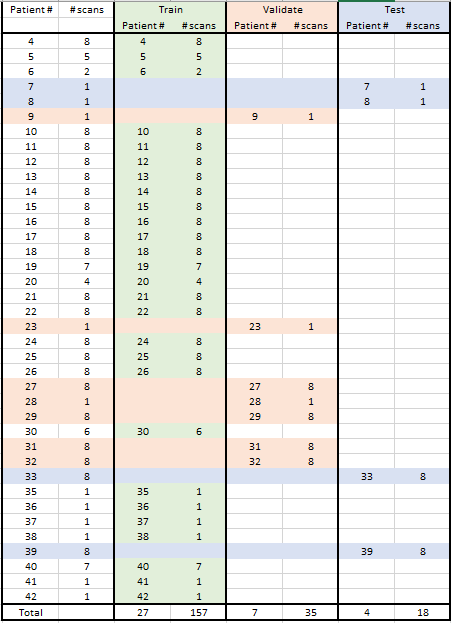 Patient # # scans Train Validate Test
Patient # # scans Patient # # scans Patient # # scans
4 8 4 8
5 5 5 5
6 2 6 2
7 1 7 1
8 1 8 1
9 1 9 1
10 8 10 8
11 8 11 8
12 8 12 8
13 8 13 8
14 8 14 8
15 8 15 8
16 8 16 8
17 8 17 8
18 8 18 8
19 7 19 7
20 4 20 4
21 8 21 8
22 8 22 8
23 1 23 1
24 8 24 8
25 8 25 8
26 8 26 8
27 8 27 8
28 1 28 1
29 8 29 8
30 6 30 6
31 8 31 8
32 8 32 8
33 8 33 8
35 1 35 1
36 1 36 1
37 1 37 1
38 1 38 1
39 8 39 8
40 7 40 7
41 1 41 1
42 1 42 1
Total 27 157 7 35 4 18